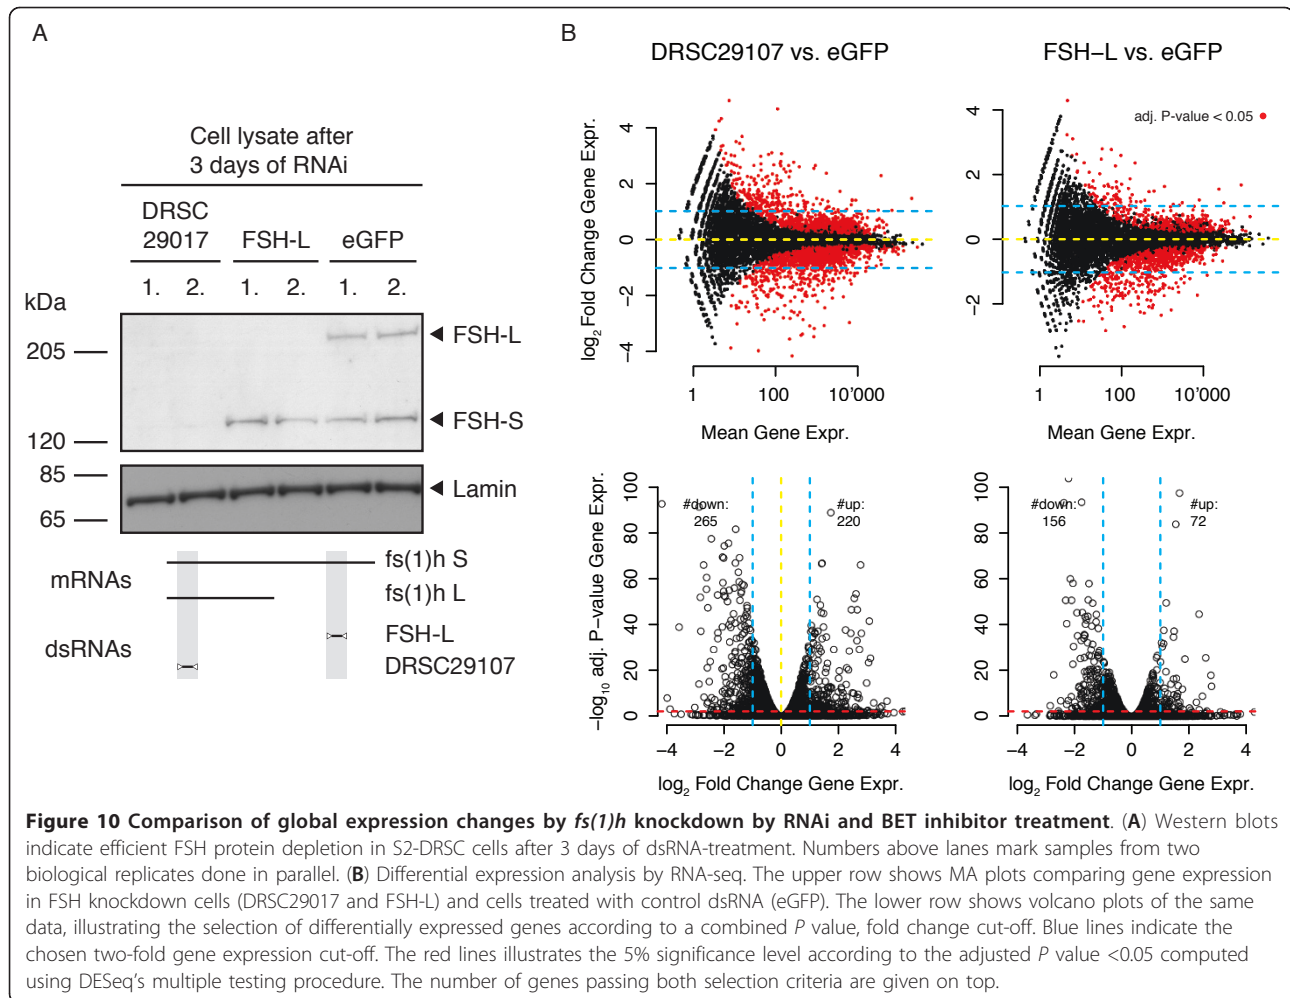 A
Cell lysate after
3 days of RNAi
DRSC
29017
FSH-L
eGFP
1. 2. 1. 2. 1. 2.
kDa
205
120
85
65
FSH-L
FSH-S
Lamin
mRNAs
fs(1)h S
fs(1)h L
dsRNAs
FSH-L
DRSC29107
B
DRSC29107 vs. eGFP
log2 Fold Change Gene Expr.
4
2
0
−2
−4
1 100 10'000
Mean Gene Expr.
FSH−L vs. eGFP
adj. P-value < 0.05
4
2
0
−2
1 100 10'000
Mean Gene Expr.
−log10 adj. P−value Gene Expr.
100
80
60
40
20
0
#down:
265
#up:
220
−4 −2 0 2 4
log2 Fold Change Gene Expr.
100
80
60
40
20
0
#down:
156
#up:
72
−4 −2 0 2 4
log2 Fold Change Gene Expr.
Figure 10 Comparison of global expression changes by fs(1)h knockdown by RNAi and BET inhibitor treatment. (A) Western blots
indicate efficient FSH protein depletion in S2-DRSC cells after 3 days of dsRNA-treatment. Numbers above lanes mark samples from two
biological replicates done in parallel. (B) Differential expression analysis by RNA-seq. The upper row shows MA plots comparing gene expression
in FSH knockdown cells (DRSC29017 and FSH-L) and cells treated with control dsRNA (eGFP). The lower row shows volcano plots of the same
data, illustrating the selection of differentially expressed genes according to a combined P value, fold change cut-off. Blue lines indicate the
chosen two-fold gene expression cut-off. The red lines illustrates the 5% significance level according to the adjusted P value <0.05 computed
using DESeq's multiple testing procedure. The number of genes passing both selection criteria are given on top.